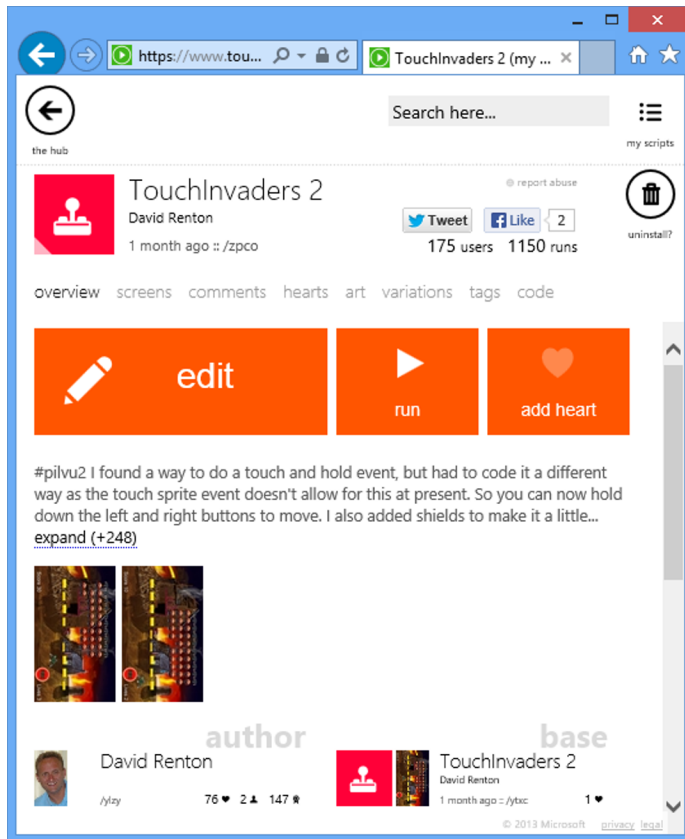 https://www.tou...
TouchInvaders 2 (my ...
Search here...
the hub
my scripts
TouchInvaders 2
report abuse
David Renton
Tweet
Like
2
1 month ago :: /zpco
175 users 1150 runs
uninstall?
overview screens comments hearts art variations tags code
edit
run
add heart
#pilvu2 I found a way to do a touch and hold event, but had to code it a different
way as the touch sprite event doesn't allow for this at present. So you can now hold
down the left and right buttons to move. I also added shields to make it a little...
expand (+248)
author
David Renton
/ylzy
76 2 147
base
TouchInvaders 2
David Renton
1 month ago :: /ytxc
1
© 2013 Microsoft privacy legal